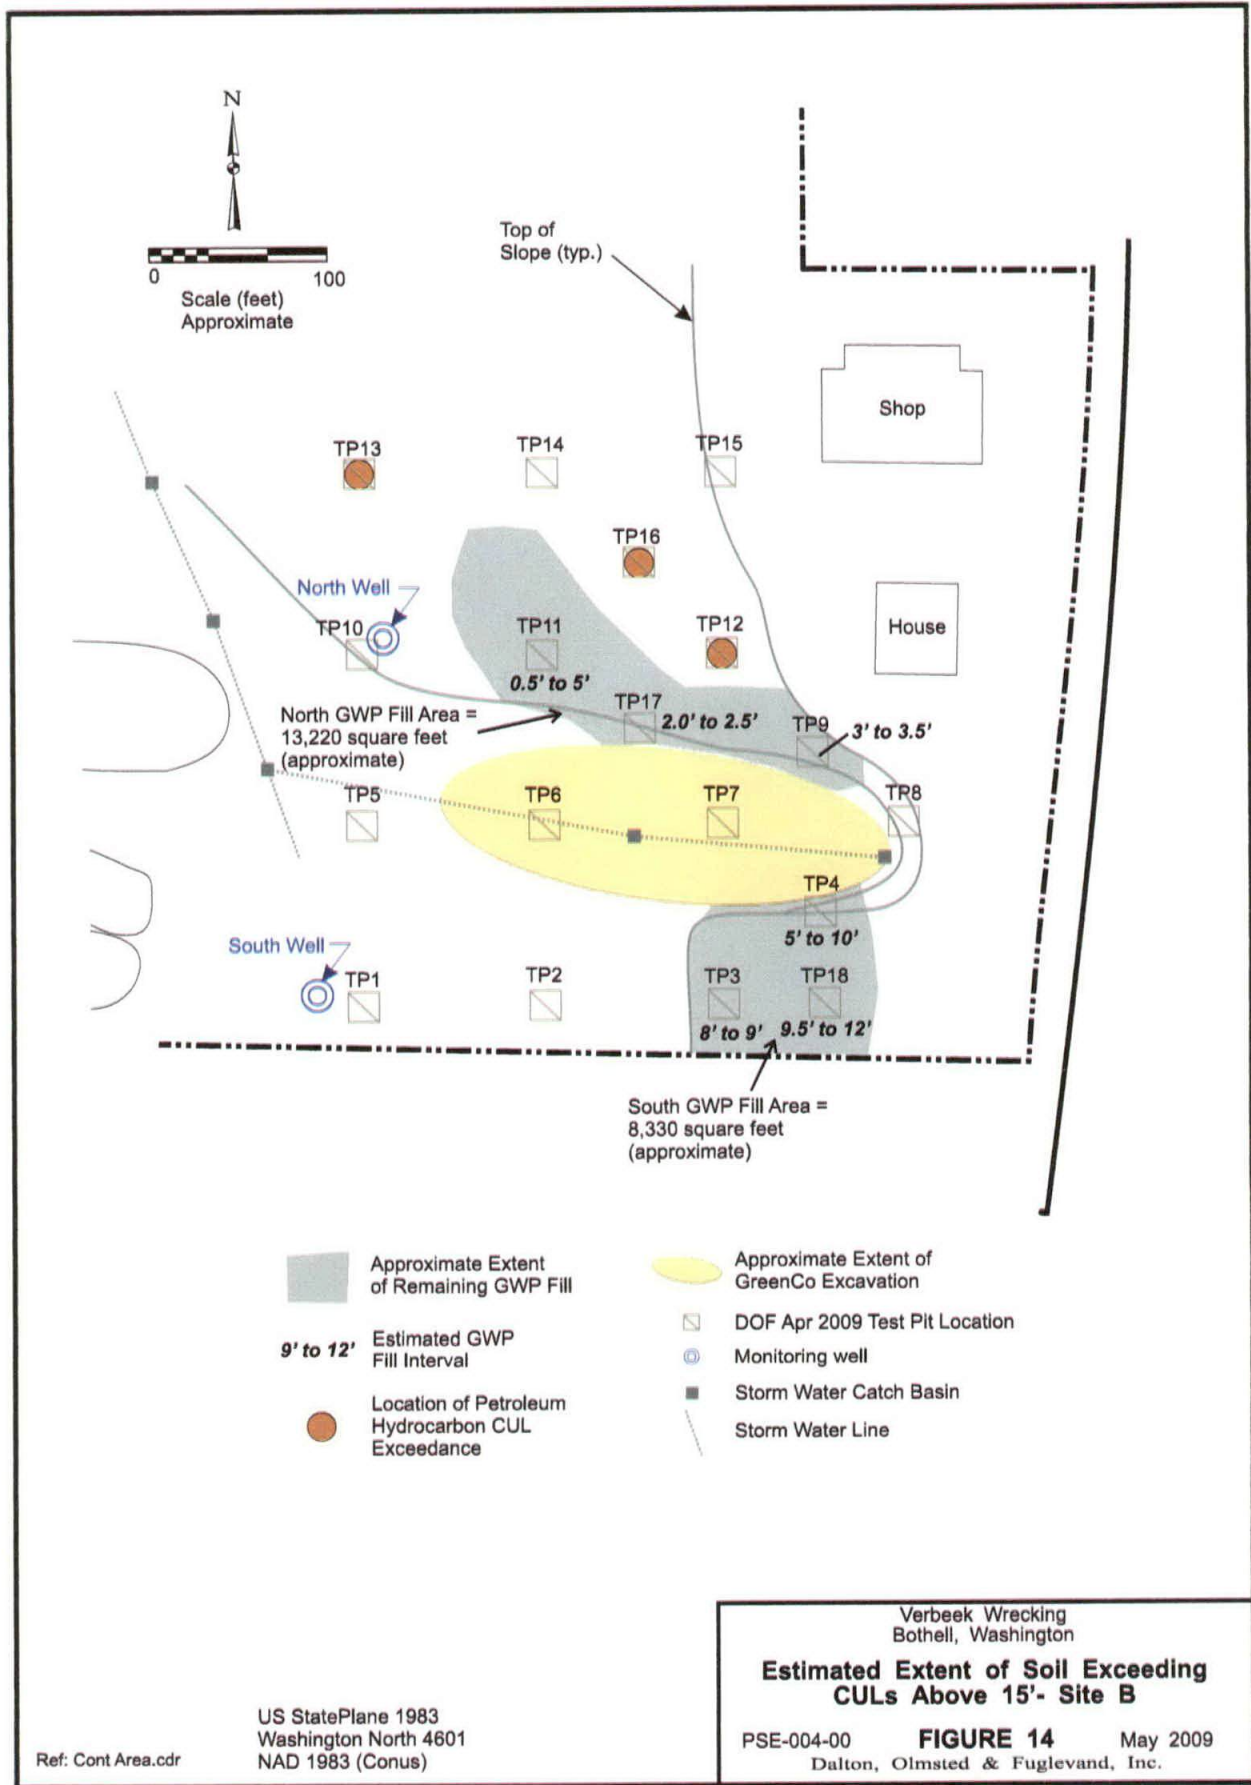 N
0 100
Scale (feet)
Approximate
Top of
Slope (typ.)
Shop
TP13
TP14
TP15
TP16
North Well
TP10
TP11
TP12
House
0.5' to 5'
TP17
2.0' to 2.5'
TP9
3' to 3.5'
North GWP Fill Area =
13,220 square feet
(approximate)
TP5
TP6
TP7
TP8
TP4
5' to 10'
South Well
TP1
TP2
TP3
TP18
8' to 9'
9.5' to 12'
South GWP Fill Area =
8,330 square feet
(approximate)
Approximate Extent
of Remaining GWP Fill
9' to 12'
Estimated GWP
Fill Interval
Location of Petroleum
Hydrocarbon CUL
Exceedance
Approximate Extent of
GreenCo Excavation
DOF Apr 2009 Test Pit Location
Monitoring well
Storm Water Catch Basin
Storm Water Line
Ref: Cont Area.cdr
US StatePlane 1983
Washington North 4601
NAD 1983 (Conus)
Verbeek Wrecking
Bothell, Washington
Estimated Extent of Soil Exceeding
CULs Above 15'- Site B
PSE-004-00 FIGURE 14 May 2009
Dalton, Olmsted & Fuglevand, Inc.